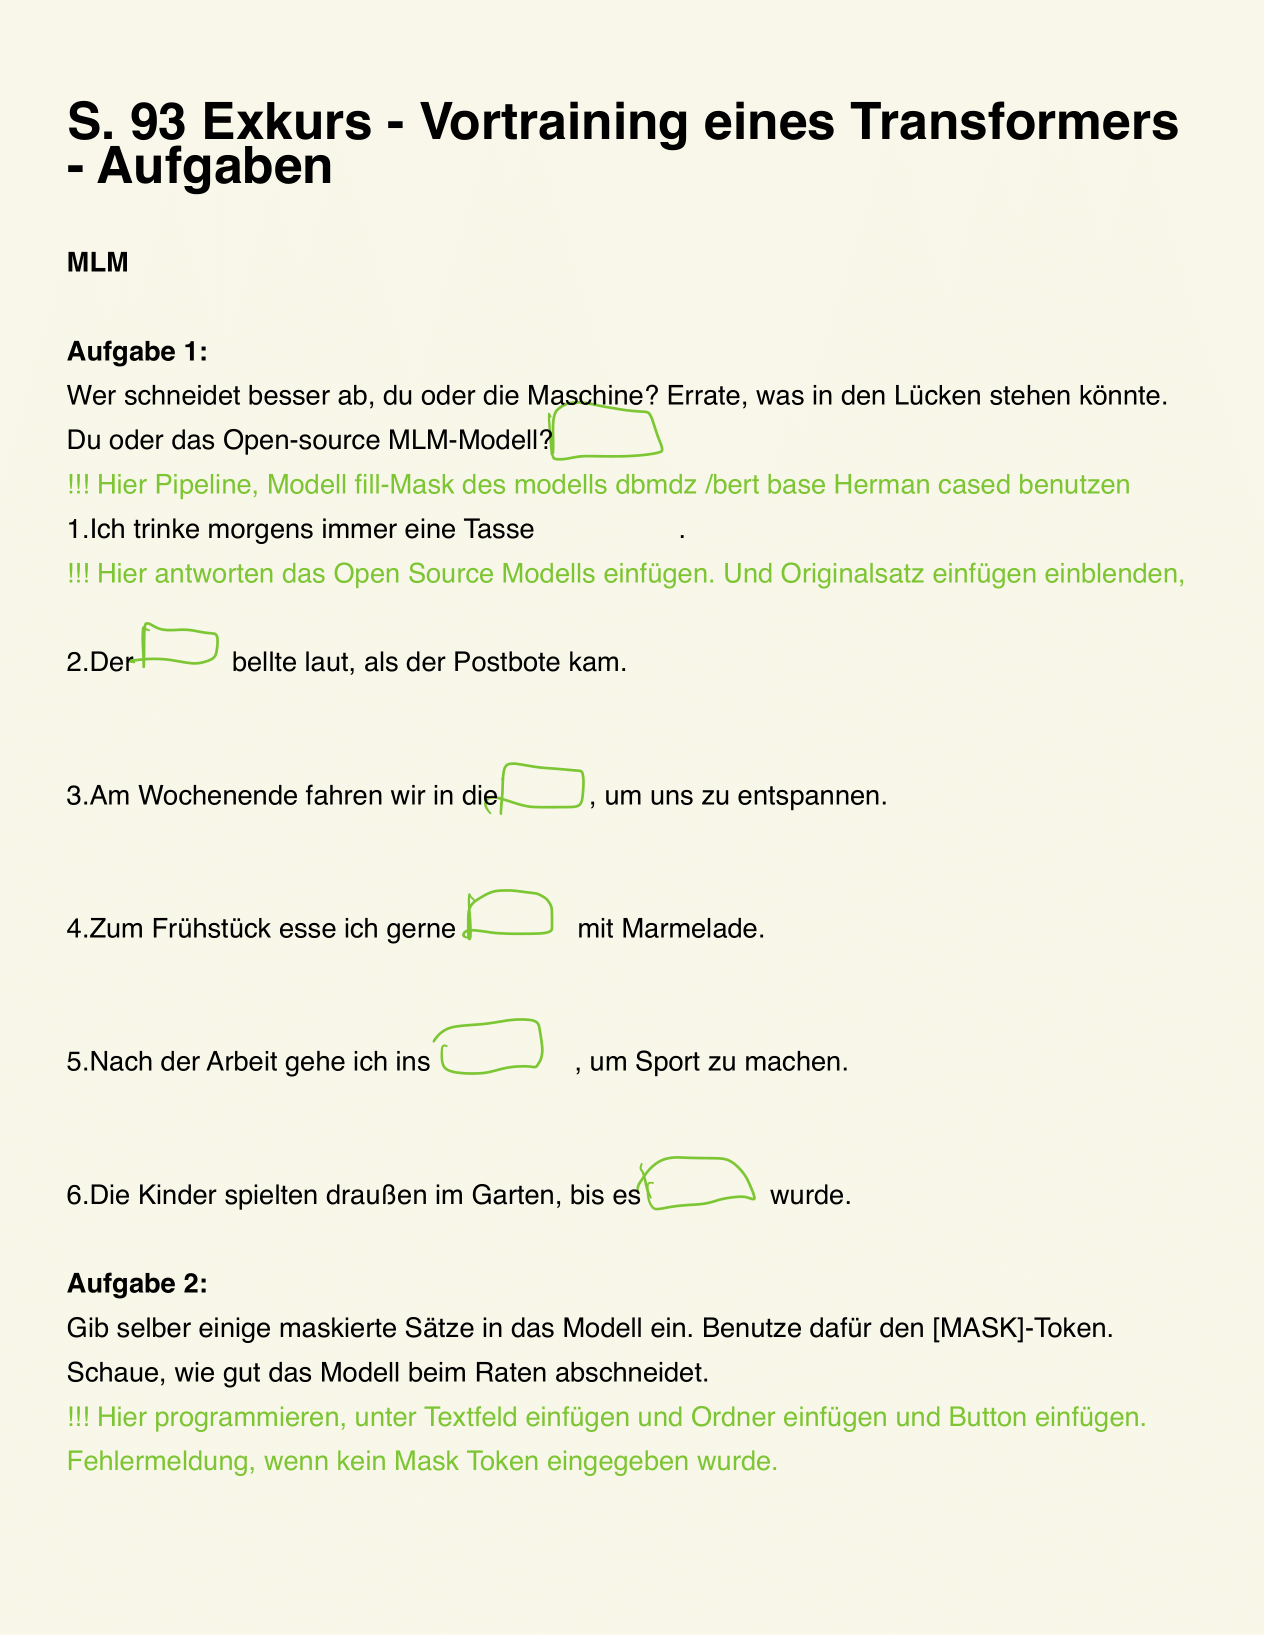 S. 93 Exkurs - Vortraining eines Transformers
- Aufgaben
MLM
Aufgabe 1:
Wer schneidet besser ab, du oder die Maschine? Errate, was in den Lücken stehen könnte.
Du oder das Open-source MLM-Modell?
!!! Hier Pipeline, Modell fill-Mask des modells dbmdz /bert base Herman cased benutzen
1.Ich trinke morgens immer eine Tasse .
!!! Hier antworten das Open Source Modells einfügen. Und Originalsatz einfügen einblenden,
2.Der bellte laut, als der Postbote kam.
3.Am Wochenende fahren wir in die , um uns zu entspannen.
4.Zum Frühstück esse ich gerne mit Marmelade.
5.Nach der Arbeit gehe ich ins , um Sport zu machen.
6.Die Kinder spielten draußen im Garten, bis es wurde.
Aufgabe 2:
Gib selber einige maskierte Sätze in das Modell ein. Benutze dafür den [MASK]-Token.
Schaue, wie gut das Modell beim Raten abschneidet.
!!! Hier programmieren, unter Textfeld einfügen und Ordner einfügen und Button einfügen.
Fehlermeldung, wenn kein Mask Token eingegeben wurde.